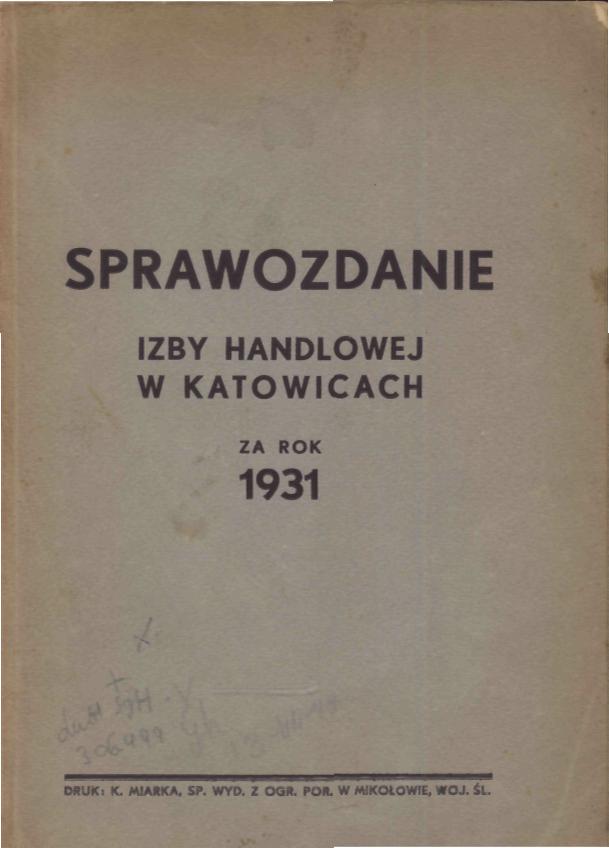 SPRAWOZDANIE
IZBY HANDLOWEJ
W KATOWICACH
ZA ROK
1931
DRUK: K. MIARKA, SP. WYD. Z OGR. POR. W MIKOŁOWIE, WOJ. ŚL.